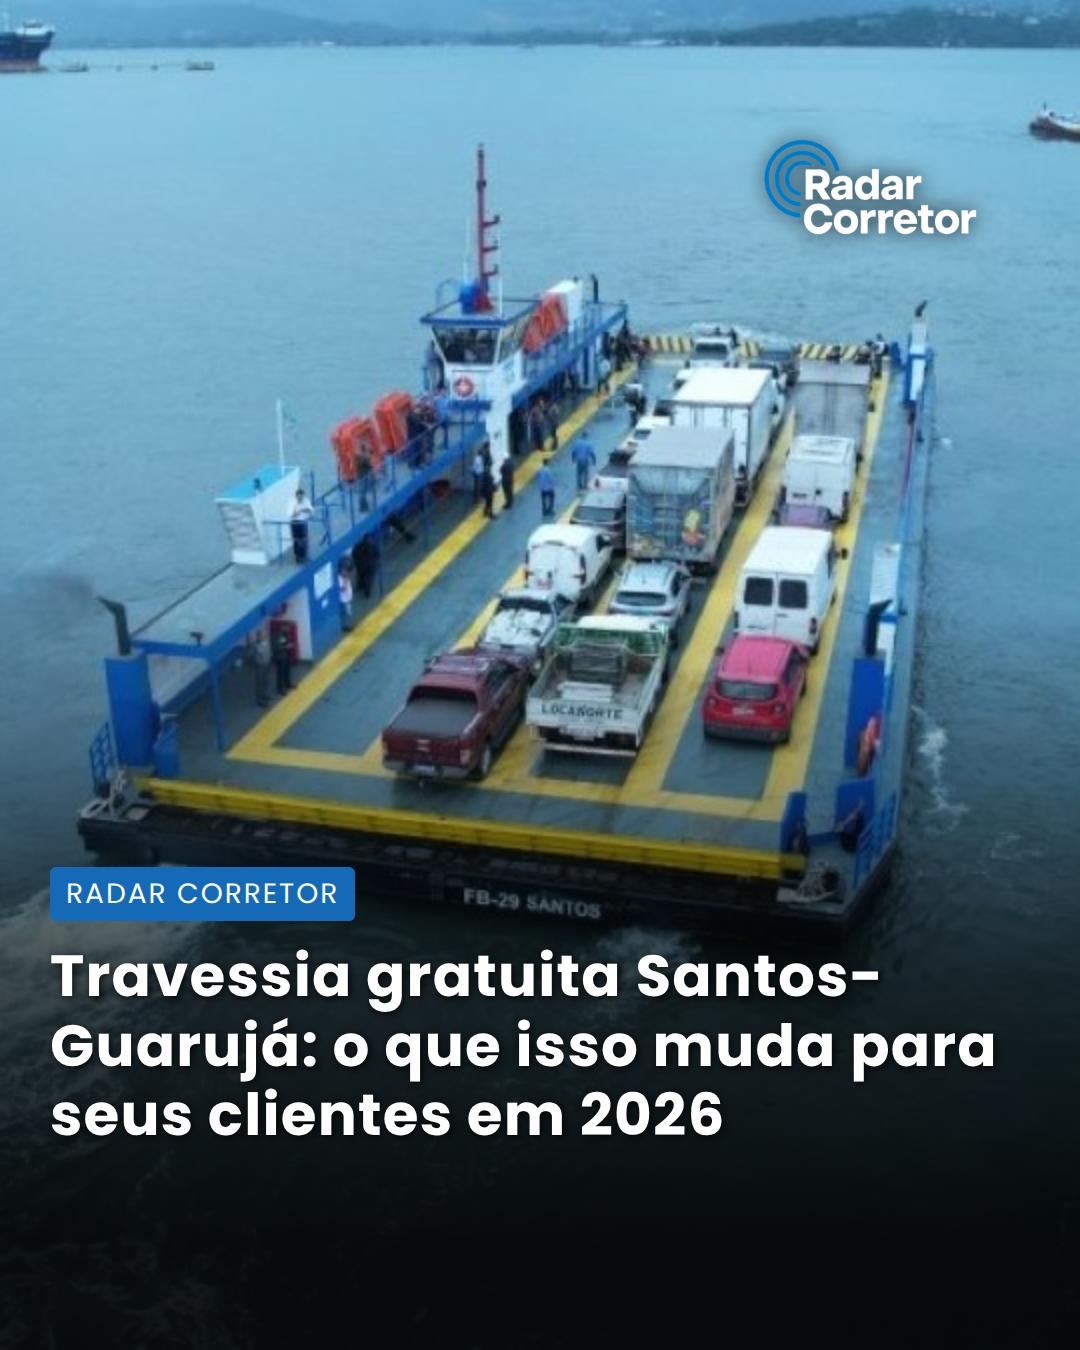 Radar
Corretor
LOCANORTE
FB-29 SANTOS
RADAR CORRETOR
Travessia gratuita Santos-
Guarujá: o que isso muda para
seus clientes em 2026